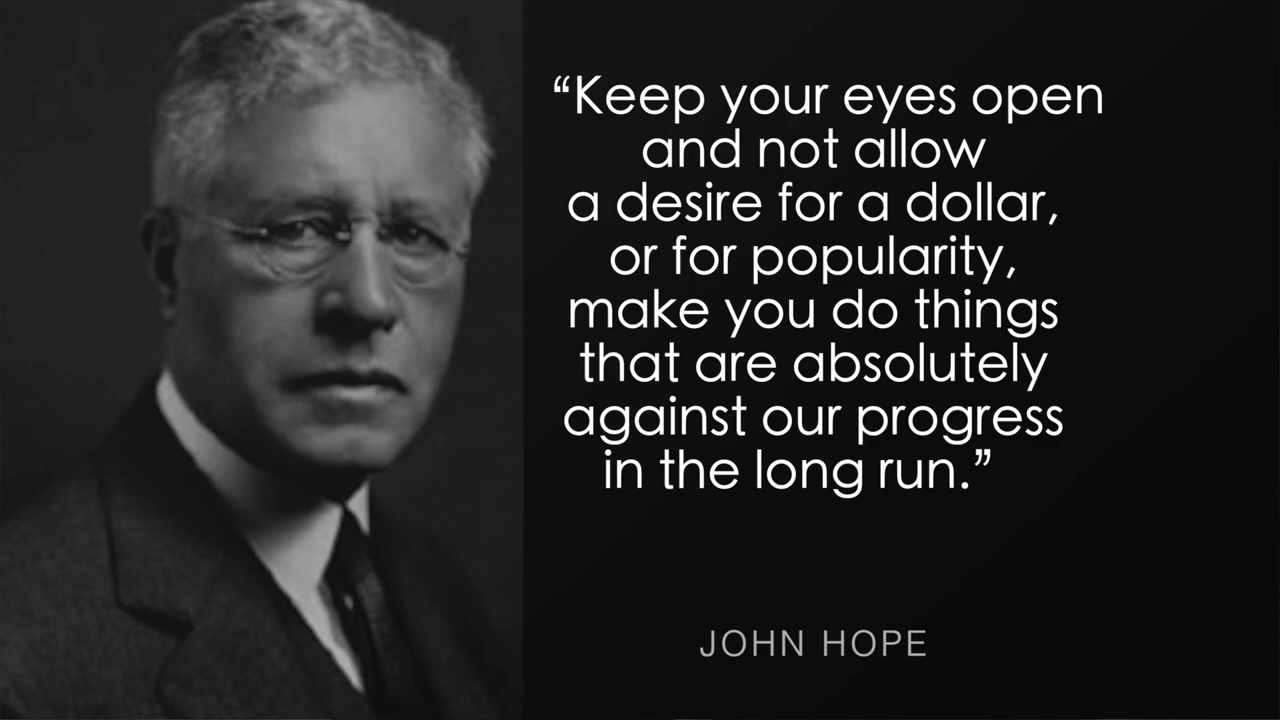 “Keep your eyes open
and not allow
a desire for a dollar,
or for popularity,
make you do things
that are absolutely
against our progress
in the long run.”
JOHN HOPE